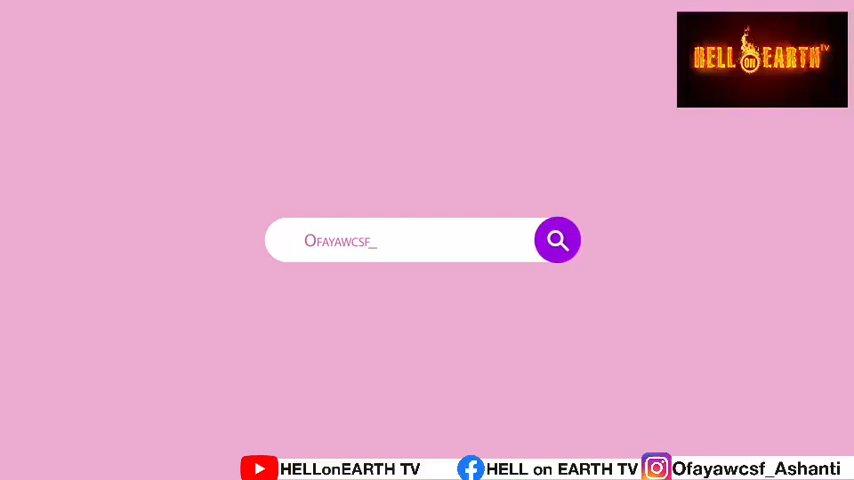 HELL ON EARTH TV
Ofayawcsf_
HELLonEARTH TV
HELL on EARTH TV
Ofayawcsf_Ashanti